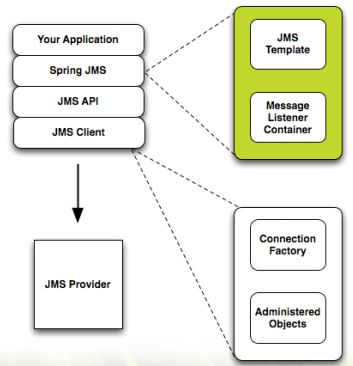 Your Application
Spring JMS
JMS API
JMS Client
JMS Provider
JMS
Template
Message
Listener
Container
Connection
Factory
Administered
Objects